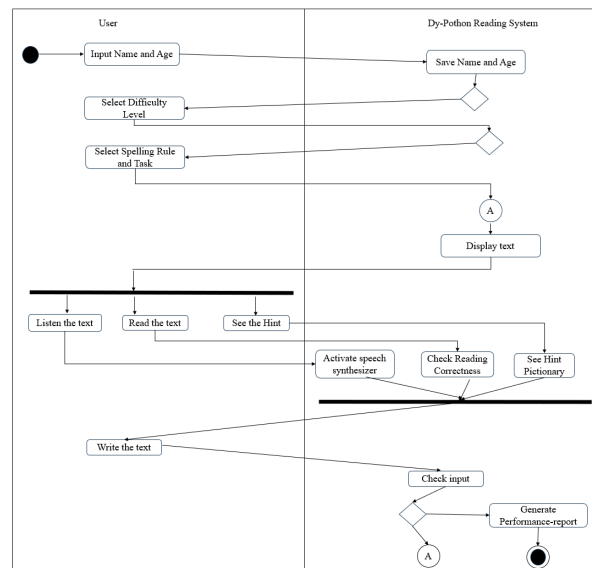 User
Dy-Pothon Reading System
Input Name and Age
Save Name and Age
Select Difficulty
Level
Select Spelling Rule
and Task
A
Display text
Listen the text
Read the text
See the Hint
Activate speech
synthesizer
Check Reading
Correctness
See Hint
Pictionary
Write the text
Check input
Generate
Performance-report
A